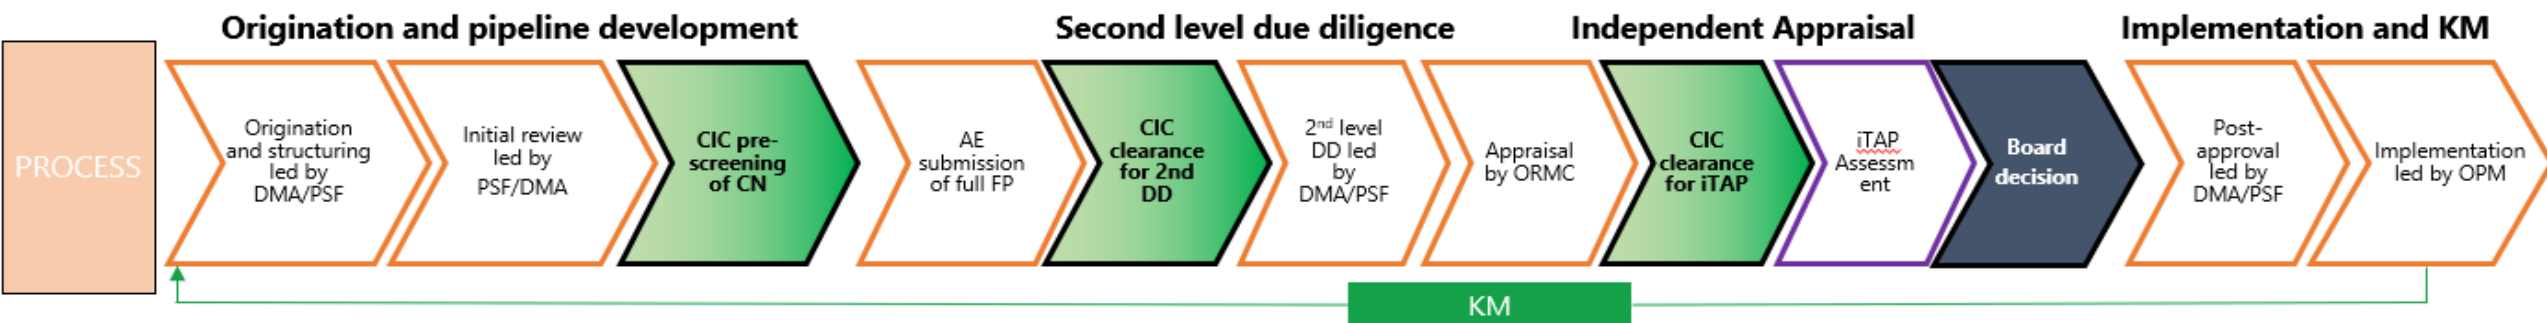 Origination and pipeline development
Second level due diligence
Independent Appraisal
Implementation and KM
PROCESS
Origination
and structuring
led by
DMA/PSF
Initial review
led by
PSF/DMA
CIC pre-
screening
of CN
AE
submission
of full FP
CIC
clearance
for 2nd
DD
2nd level
DD led
by
DMA/PSF
Appraisal
by ORMC
CIC
clearance
for iTAP
iTAP
Assessm
ent
Board
decision
Post-
approval
led by
DMA/PSF
Implementation
led by OPM
KM